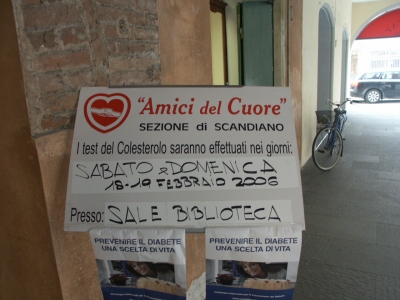 "Amici del Cuore"
SEZIONE di SCANDIANO
I test del Colesterolo saranno effettuati nei giorni:
SABATO e DOMENICA
18-19 FEBBRAIO 2006
Presso: SALE BIBLIOTECA
PREVENIRE IL DIABETE
UNA SCELTA DI VITA
PREVENIRE IL DIABETE
UNA SCELTA DI VITA